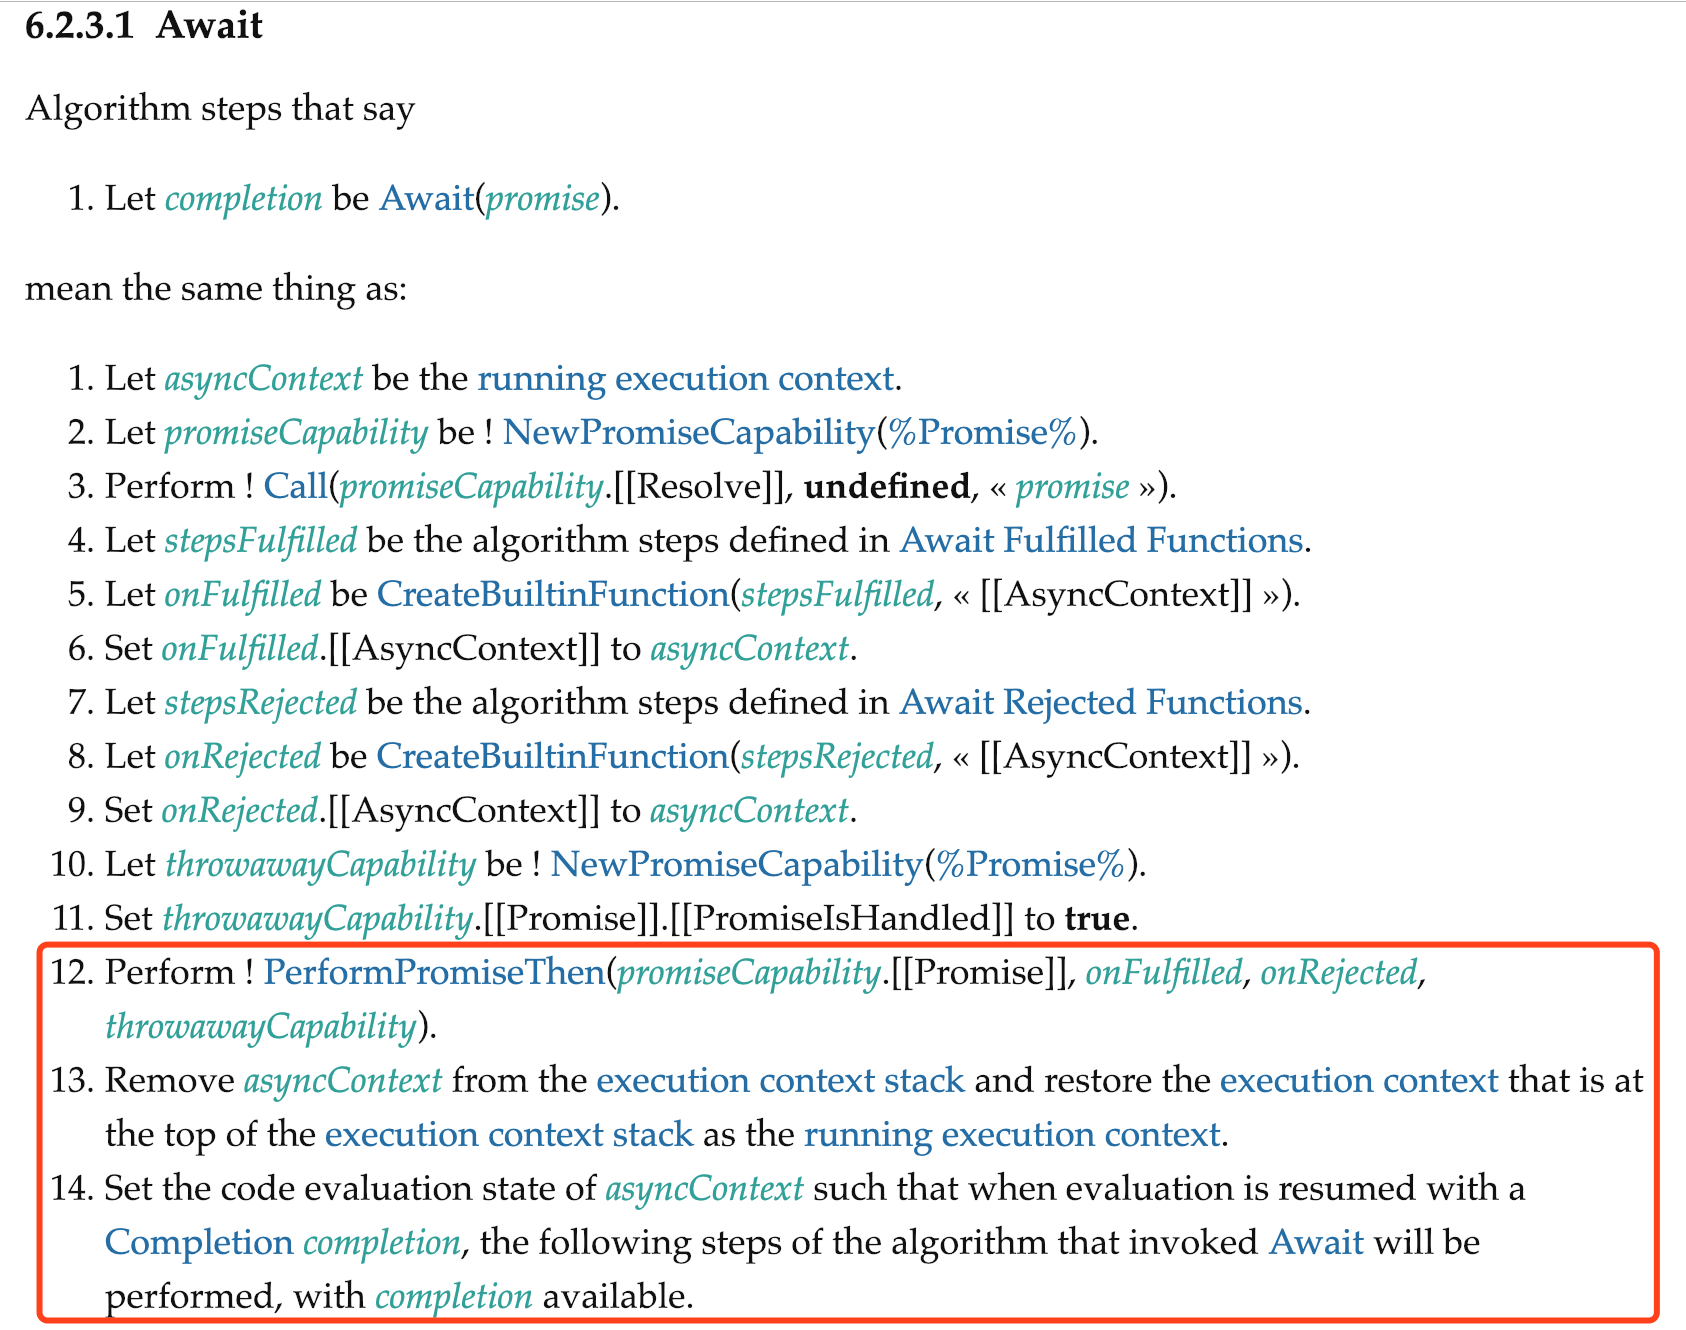 6.2.3.1 Await
Algorithm steps that say
1. Let completion be Await(promise).
mean the same thing as:
1. Let asyncContext be the running execution context.
2. Let promiseCapability be ! NewPromiseCapability(%Promise%).
3. Perform ! Call(promiseCapability.[[Resolve]], undefined, « promise »).
4. Let stepsFulfilled be the algorithm steps defined in Await Fulfilled Functions.
5. Let onFulfilled be CreateBuiltinFunction(stepsFulfilled, « [[AsyncContext]] »).
6. Set onFulfilled.[[AsyncContext]] to asyncContext.
7. Let stepsRejected be the algorithm steps defined in Await Rejected Functions.
8. Let onRejected be CreateBuiltinFunction(stepsRejected, « [[AsyncContext]] »).
9. Set onRejected.[[AsyncContext]] to asyncContext.
10. Let throwawayCapability be ! NewPromiseCapability(%Promise%).
11. Set throwawayCapability.[[Promise]].[[PromiseIsHandled]] to true.
12. Perform ! PerformPromiseThen(promiseCapability.[[Promise]], onFulfilled, onRejected,
throwawayCapability).
13. Remove asyncContext from the execution context stack and restore the execution context that is at
the top of the execution context stack as the running execution context.
14. Set the code evaluation state of asyncContext such that when evaluation is resumed with a
Completion completion, the following steps of the algorithm that invoked Await will be
performed, with completion available.